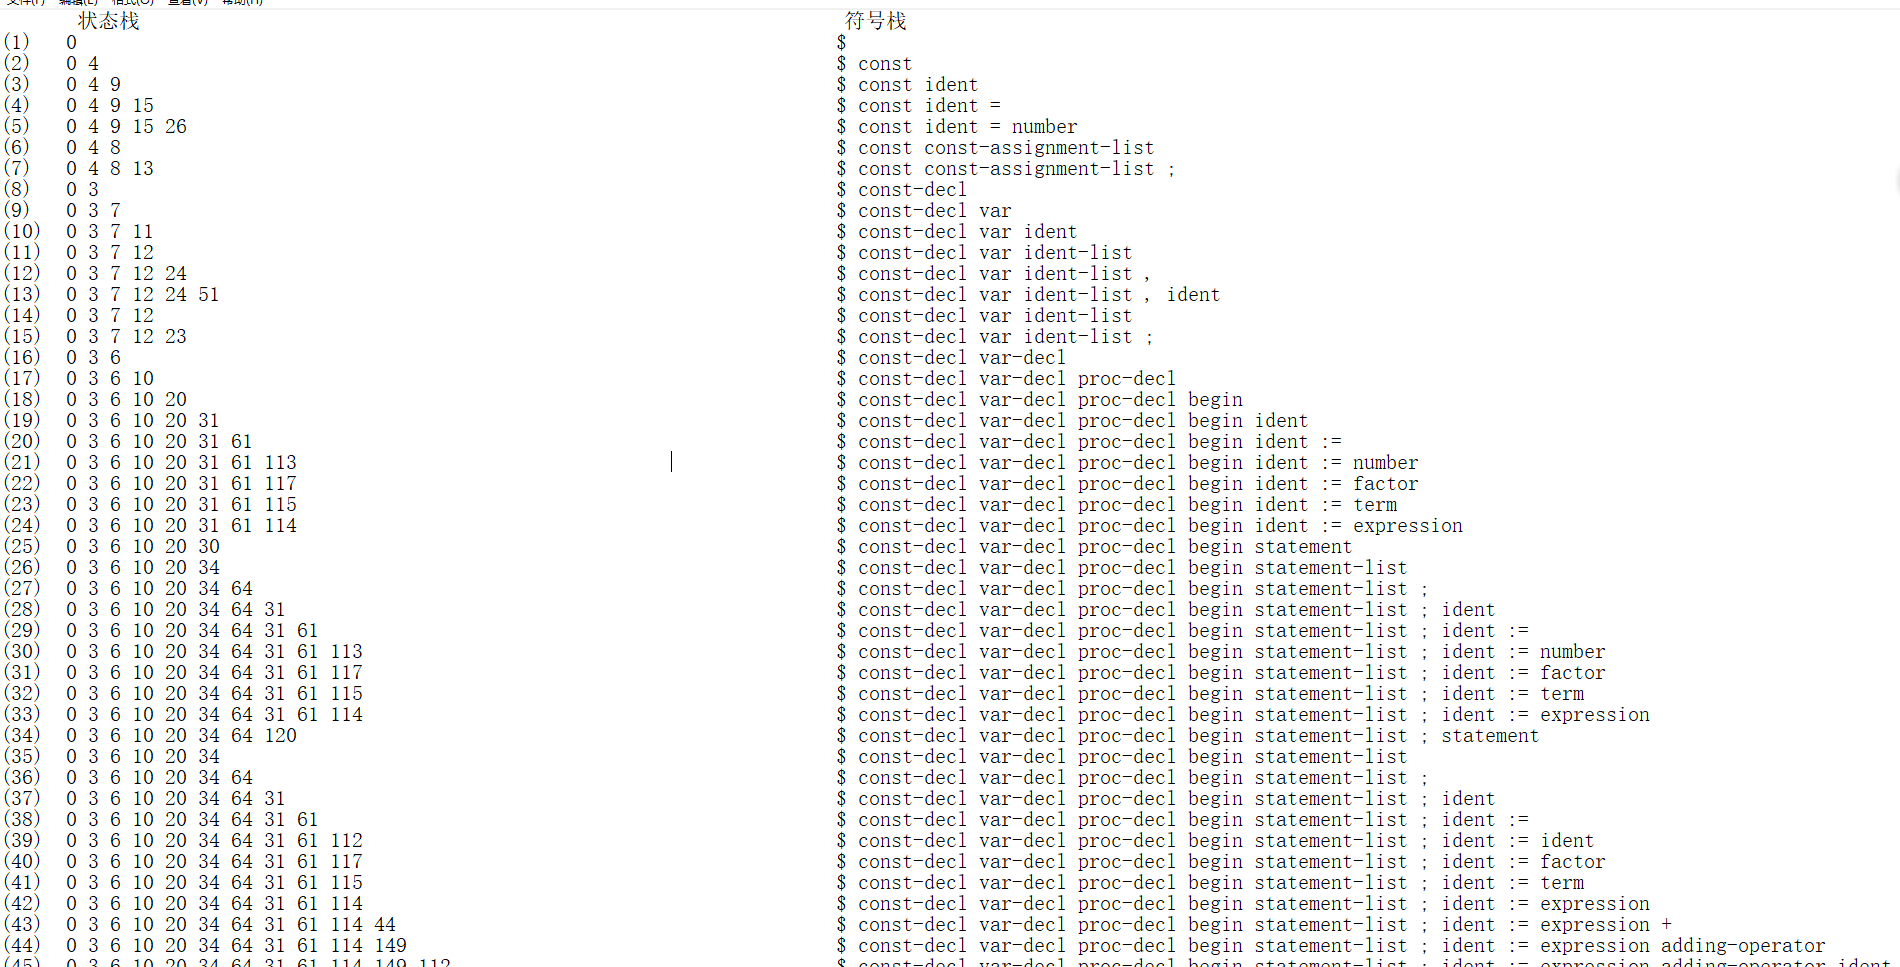 文件(F) 编辑(E) 格式(O) 查看(V) 帮助(H)
状态栈 符号栈
(1) 0 $
(2) 0 4 $ const
(3) 0 4 9 $ const ident
(4) 0 4 9 15 $ const ident =
(5) 0 4 9 15 26 $ const ident = number
(6) 0 4 8 $ const const-assignment-list
(7) 0 4 8 13 $ const const-assignment-list ;
(8) 0 3 $ const-decl
(9) 0 3 7 $ const-decl var
(10) 0 3 7 11 $ const-decl var ident
(11) 0 3 7 12 $ const-decl var ident-list
(12) 0 3 7 12 24 $ const-decl var ident-list ,
(13) 0 3 7 12 24 51 $ const-decl var ident-list , ident
(14) 0 3 7 12 $ const-decl var ident-list
(15) 0 3 7 12 23 $ const-decl var ident-list ;
(16) 0 3 6 $ const-decl var-decl
(17) 0 3 6 10 $ const-decl var-decl proc-decl
(18) 0 3 6 10 20 $ const-decl var-decl proc-decl begin
(19) 0 3 6 10 20 31 $ const-decl var-decl proc-decl begin ident
(20) 0 3 6 10 20 31 61 $ const-decl var-decl proc-decl begin ident :=
(21) 0 3 6 10 20 31 61 113 $ const-decl var-decl proc-decl begin ident := number
(22) 0 3 6 10 20 31 61 117 $ const-decl var-decl proc-decl begin ident := factor
(23) 0 3 6 10 20 31 61 115 $ const-decl var-decl proc-decl begin ident := term
(24) 0 3 6 10 20 31 61 114 $ const-decl var-decl proc-decl begin ident := expression
(25) 0 3 6 10 20 30 $ const-decl var-decl proc-decl begin statement
(26) 0 3 6 10 20 34 $ const-decl var-decl proc-decl begin statement-list
(27) 0 3 6 10 20 34 64 $ const-decl var-decl proc-decl begin statement-list ;
(28) 0 3 6 10 20 34 64 31 $ const-decl var-decl proc-decl begin statement-list ; ident
(29) 0 3 6 10 20 34 64 31 61 $ const-decl var-decl proc-decl begin statement-list ; ident :=
(30) 0 3 6 10 20 34 64 31 61 113 $ const-decl var-decl proc-decl begin statement-list ; ident := number
(31) 0 3 6 10 20 34 64 31 61 117 $ const-decl var-decl proc-decl begin statement-list ; ident := factor
(32) 0 3 6 10 20 34 64 31 61 115 $ const-decl var-decl proc-decl begin statement-list ; ident := term
(33) 0 3 6 10 20 34 64 31 61 114 $ const-decl var-decl proc-decl begin statement-list ; ident := expression
(34) 0 3 6 10 20 34 64 120 $ const-decl var-decl proc-decl begin statement-list ; statement
(35) 0 3 6 10 20 34 $ const-decl var-decl proc-decl begin statement-list
(36) 0 3 6 10 20 34 64 $ const-decl var-decl proc-decl begin statement-list ;
(37) 0 3 6 10 20 34 64 31 $ const-decl var-decl proc-decl begin statement-list ; ident
(38) 0 3 6 10 20 34 64 31 61 $ const-decl var-decl proc-decl begin statement-list ; ident :=
(39) 0 3 6 10 20 34 64 31 61 112 $ const-decl var-decl proc-decl begin statement-list ; ident := ident
(40) 0 3 6 10 20 34 64 31 61 117 $ const-decl var-decl proc-decl begin statement-list ; ident := factor
(41) 0 3 6 10 20 34 64 31 61 115 $ const-decl var-decl proc-decl begin statement-list ; ident := term
(42) 0 3 6 10 20 34 64 31 61 114 $ const-decl var-decl proc-decl begin statement-list ; ident := expression
(43) 0 3 6 10 20 34 64 31 61 114 44 $ const-decl var-decl proc-decl begin statement-list ; ident := expression +
(44) 0 3 6 10 20 34 64 31 61 114 149 $ const-decl var-decl proc-decl begin statement-list ; ident := expression adding-operator
(45) 0 3 6 10 20 34 64 31 61 114 149 112 $ const-decl var-decl proc-decl begin statement-list ; ident := expression adding-operator ident